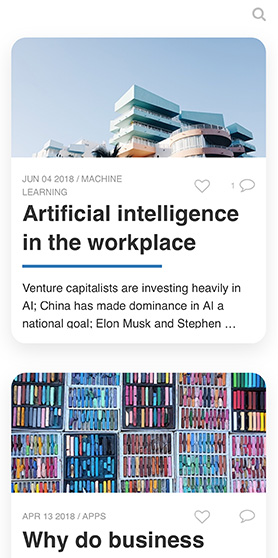 JUN 04 2018 / MACHINE
LEARNING
1
Artificial intelligence
in the workplace
Venture capitalists are investing heavily in
AI; China has made dominance in AI a
national goal; Elon Musk and Stephen …
APR 13 2018 / APPS
Why do business